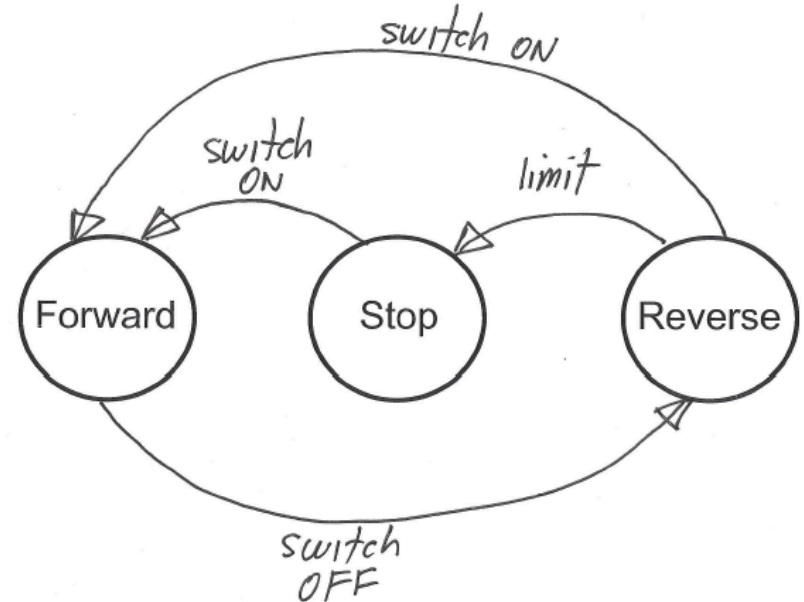 switch ON
switch
ON
limit
Forward
Stop
Reverse
switch
OFF